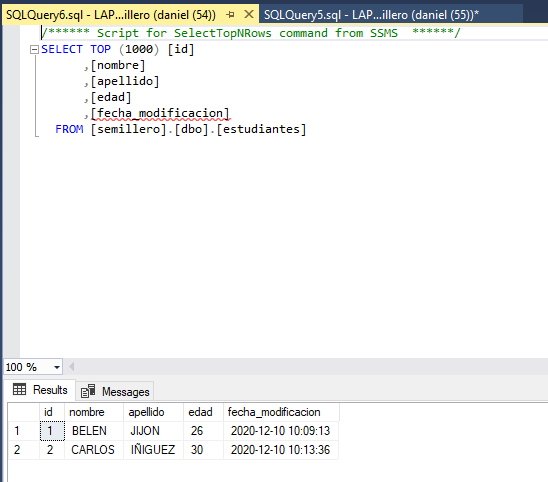 SQLQuery6.sql - LAP...illero (daniel (54)) SQLQuery5.sql - LAP...illero (daniel (55))*
/****** Script for SelectTopNRows command from SSMS ******/
SELECT TOP (1000) [id]
,[nombre]
,[apellido]
,[edad]
,[fecha_modificacion]
FROM [semillero].[dbo].[estudiantes]
100 %
Results Messages
id nombre apellido edad fecha_modificacion
1 1 BELEN JIJON 26 2020-12-10 10:09:13
2 2 CARLOS IÑIGUEZ 30 2020-12-10 10:13:36